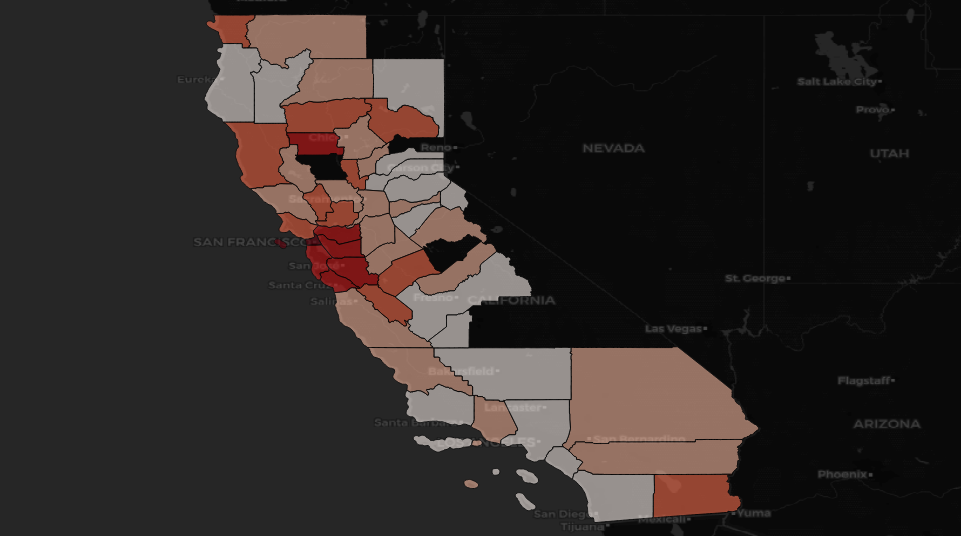 Eureka
Salt Lake City
Provo
Chico
Reno
NEVADA
UTAH
Carson City
SAN FRANCISCO
San Jose
St. George
Santa Cruz
Salinas
Fresno
CALIFORNIA
Las Vegas
Bakersfield
Flagstaff
Lancaster
Santa Barbara
ARIZONA
San Bernardino
LOS ANGELES
Phoenix
San Diego
Mexicali
Yuma
Tijuana